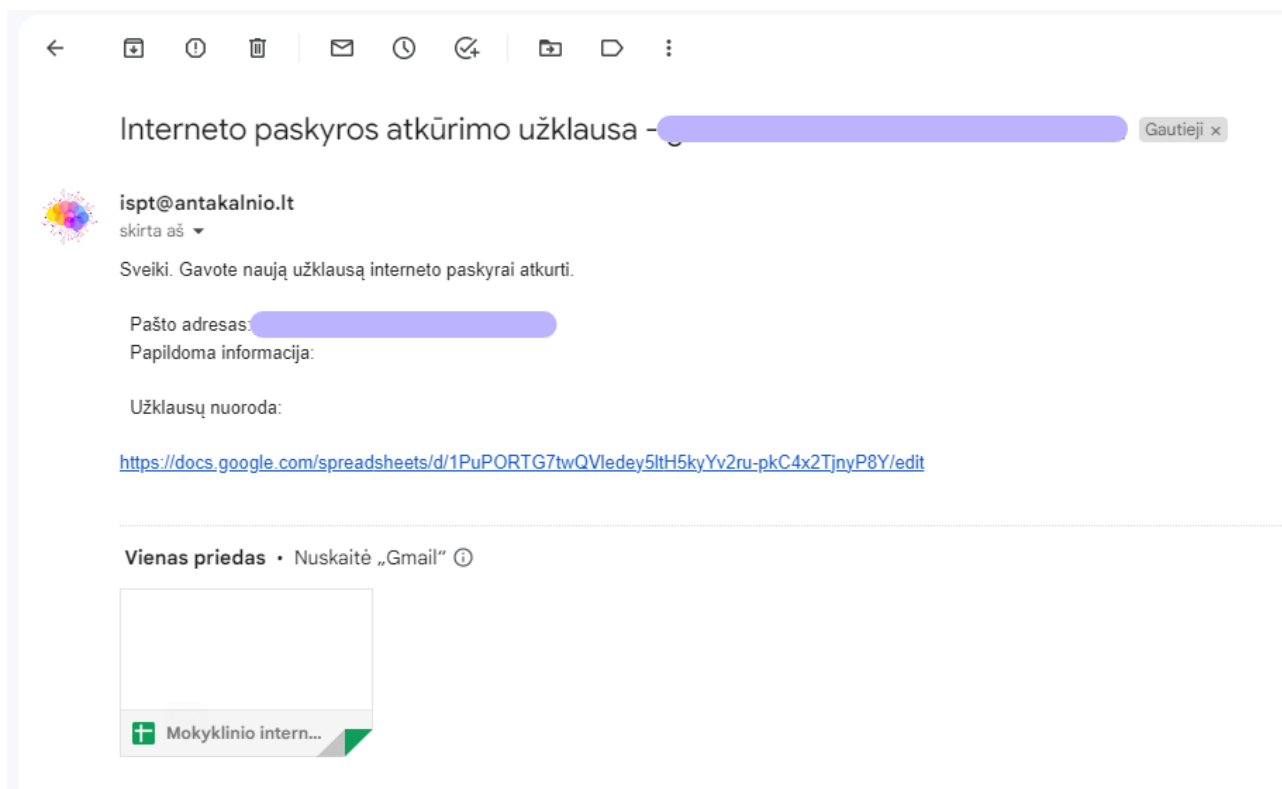 Interneto paskyros atkūrimo užklausa -
Gautieji ×
ispt@antakalnio.lt
skirta aš
Sveiki. Gavote naują užklausą interneto paskyrai atkurti.
Pašto adresas:
Papildoma informacija:
Užklausų nuoroda:
https://docs.google.com/spreadsheets/d/1PuPORTG7twQVledey5ltH5kyYv2ru-pkC4x2TjnyP8Y/edit
Vienas priedas • Nuskaitė „Gmail“
Mokyklinio intern...